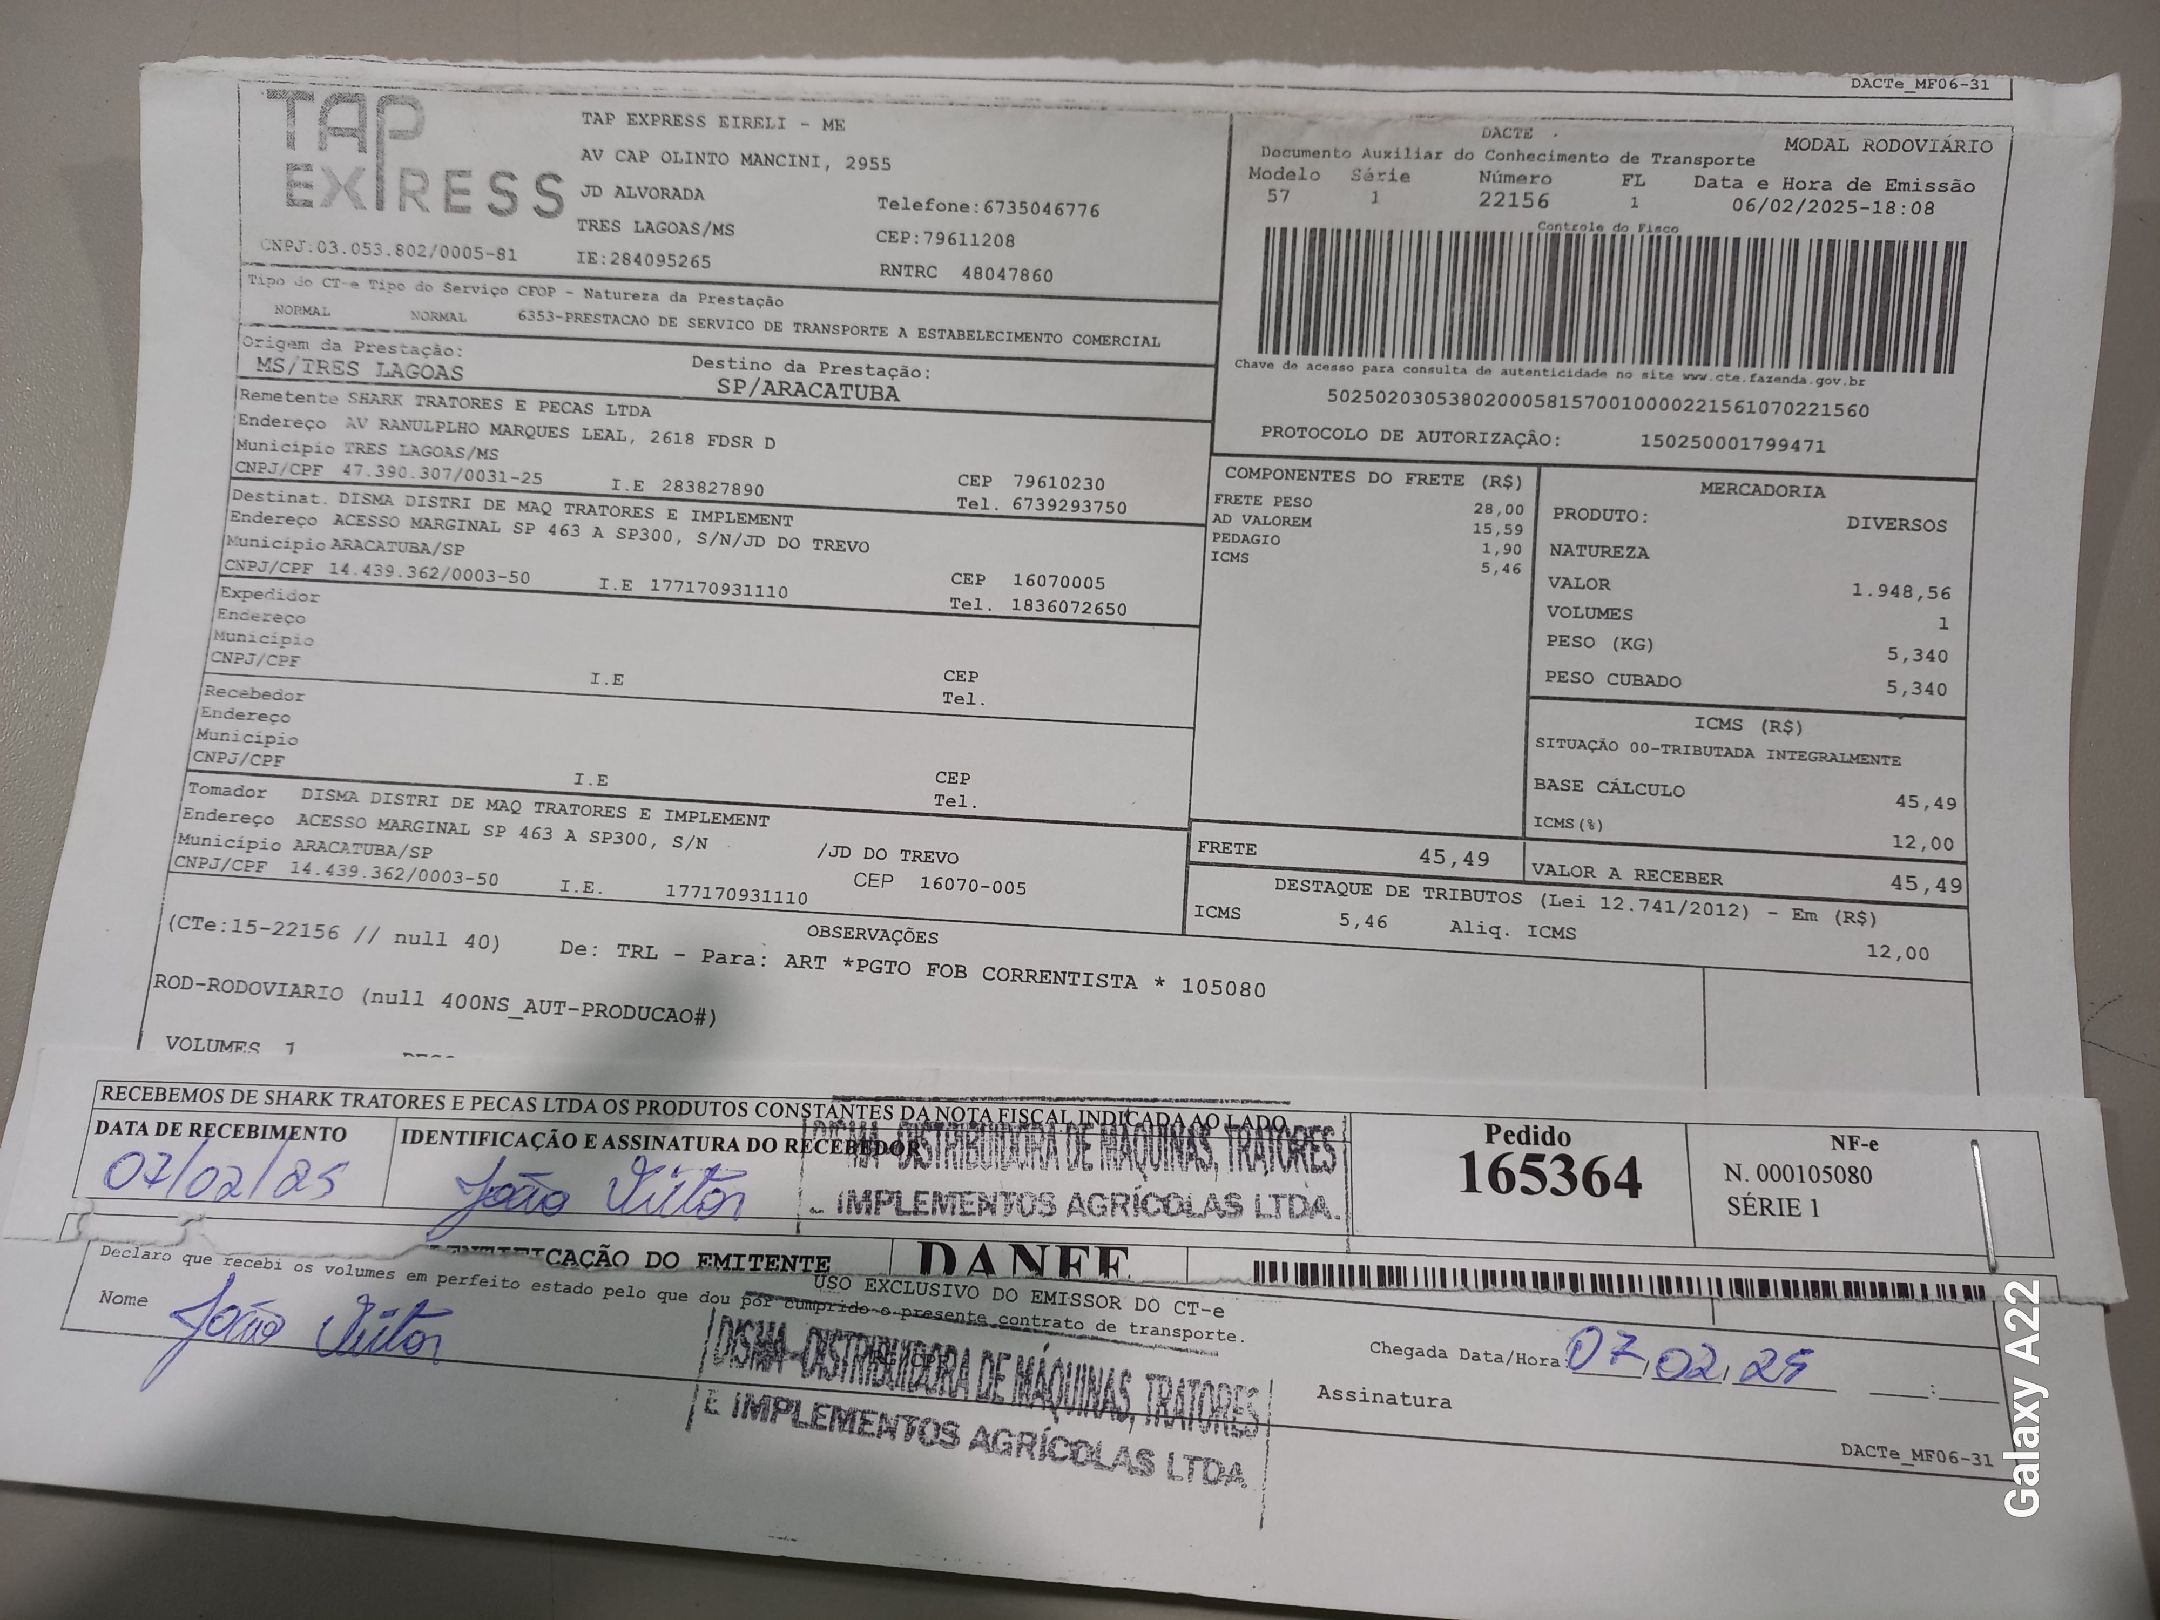 DACTe_MF06-31
TAP
EXPRESS
CNPJ:03.053.802/0005-81
TAP EXPRESS EIRELI - ME
AV CAP OLINTO MANCINI, 2955
JD ALVORADA
TRES LAGOAS/MS
IE:284095265
Telefone:6735046776
CEP:79611208
RNTRC 48047860
DACTE
MODAL RODOVIÁRIO
Documento Auxiliar do Conhecimento de Transporte
Modelo Série Número FL Data e Hora de Emissão
57 1 22156 1 06/02/2025-18:08
Controle do Fisco
Chave de acesso para consulta de autenticidade no site www.cte.fazenda.gov.br
50250203053802000581570010000221561070221560
PROTOCOLO DE AUTORIZAÇÃO: 150250001799471
Tipo do CT-e Tipo do Serviço CFOP - Natureza da Prestação
NORMAL NORMAL 6353-PRESTACAO DE SERVICO DE TRANSPORTE A ESTABELECIMENTO COMERCIAL
Origem da Prestação: Destino da Prestação:
MS/TRES LAGOAS SP/ARACATUBA
Remetente SHARK TRATORES E PECAS LTDA
Endereço AV RANULPLHO MARQUES LEAL, 2618 FDSR D
Município TRES LAGOAS/MS CEP 79610230
CNPJ/CPF 47.390.307/0031-25 I.E 283827890 Tel. 6739293750
Destinat. DISMA DISTRI DE MAQ TRATORES E IMPLEMENT
Endereço ACESSO MARGINAL SP 463 A SP300, S/N/JD DO TREVO
Município ARACATUBA/SP CEP 16070005
CNPJ/CPF 14.439.362/0003-50 I.E 177170931110 Tel. 1836072650
Expedidor
Endereço
Município CEP
CNPJ/CPF I.E Tel.
Recebedor
Endereço
Município CEP
CNPJ/CPF I.E Tel.
Tomador DISMA DISTRI DE MAQ TRATORES E IMPLEMENT
Endereço ACESSO MARGINAL SP 463 A SP300, S/N /JD DO TREVO
Município ARACATUBA/SP CEP 16070-005
CNPJ/CPF 14.439.362/0003-50 I.E. 177170931110
COMPONENTES DO FRETE (R$)
FRETE PESO 28,00
AD VALOREM 15,59
PEDAGIO 1,90
ICMS 5,46
MERCADORIA
PRODUTO: DIVERSOS
NATUREZA
VALOR 1.948,56
VOLUMES 1
PESO (KG) 5,340
PESO CUBADO 5,340
ICMS (R$)
SITUAÇÃO 00-TRIBUTADA INTEGRALMENTE
BASE CÁLCULO 45,49
ICMS(%) 12,00
FRETE 45,49 VALOR A RECEBER 45,49
DESTAQUE DE TRIBUTOS (Lei 12.741/2012) - Em (R$)
ICMS 5,46 Aliq. ICMS 12,00
OBSERVAÇÕES
(CTe:15-22156 // null 40) De: TRL - Para: ART *PGTO FOB CORRENTISTA * 105080
ROD-RODOVIARIO (null 400NS_AUT-PRODUCAO#)
VOLUMES 1
RECEBEMOS DE SHARK TRATORES E PECAS LTDA OS PRODUTOS CONSTANTES DA NOTA FISCAL INDICADA AO LADO
DATA DE RECEBIMENTO IDENTIFICAÇÃO E ASSINATURA DO RECEBEDOR
07/02/25 João Victor
DISTRIBUIDORA DE MÁQUINAS, TRATORES
IMPLEMENTOS AGRÍCOLAS LTDA.
Pedido
165364
NF-e
N. 000105080
SÉRIE 1
IDENTIFICAÇÃO DO EMITENTE DANFE
USO EXCLUSIVO DO EMISSOR DO CT-e
Declaro que recebi os volumes em perfeito estado pelo que dou por cumprido o presente contrato de transporte.
Nome João Victor
DISMA-DISTRIBUIDORA DE MÁQUINAS, TRATORES
E IMPLEMENTOS AGRÍCOLAS LTDA
Chegada Data/Hora: 07/02/25
Assinatura
DACTe_MF06-31
Galaxy A22